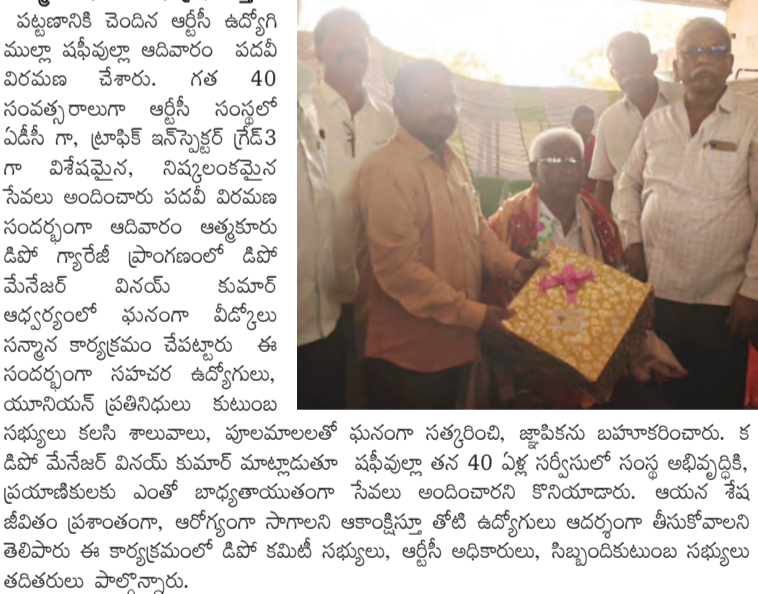 పట్టణానికి చెందిన ఆర్టీసీ ఉద్యోగి
ముల్లా షఫీవుల్లా ఆదివారం పదవీ
విరమణ చేశారు. గత 40
సంవత్సరాలుగా ఆర్టీసీ సంస్థలో
ఏడీసీ గా, ట్రాఫిక్ ఇన్‌స్పెక్టర్ గ్రేడ్3
గా విశేషమైన, నిష్కలంకమైన
సేవలు అందించారు పదవీ విరమణ
సందర్భంగా ఆదివారం ఆత్మకూరు
డిపో గ్యారేజీ ప్రాంగణంలో డిపో
మేనేజర్ వినయ్ కుమార్
ఆధ్వర్యంలో ఘనంగా వీడ్కోలు
సన్మాన కార్యక్రమం చేపట్టారు ఈ
సందర్భంగా సహచర ఉద్యోగులు,
యూనియన్ ప్రతినిధులు కుటుంబ
సభ్యులు కలసి శాలువాలు, పూలమాలలతో ఘనంగా సత్కరించి, జ్ఞాపికను బహూకరించారు. క
డిపో మేనేజర్ వినయ్ కుమార్ మాట్లాడుతూ షఫీవుల్లా తన 40 ఏళ్ల సర్వీసులో సంస్థ అభివృద్ధికి,
ప్రయాణికులకు ఎంతో బాధ్యతాయుతంగా సేవలు అందించారని కొనియాడారు. ఆయన శేష
జీవితం ప్రశాంతంగా, ఆరోగ్యంగా సాగాలని ఆకాంక్షిస్తూ తోటి ఉద్యోగులు ఆదర్శంగా తీసుకోవాలని
తెలిపారు ఈ కార్యక్రమంలో డిపో కమిటీ సభ్యులు, ఆర్టీసీ అధికారులు, సిబ్బందికుటుంబ సభ్యులు
తదితరులు పాల్గొన్నారు.